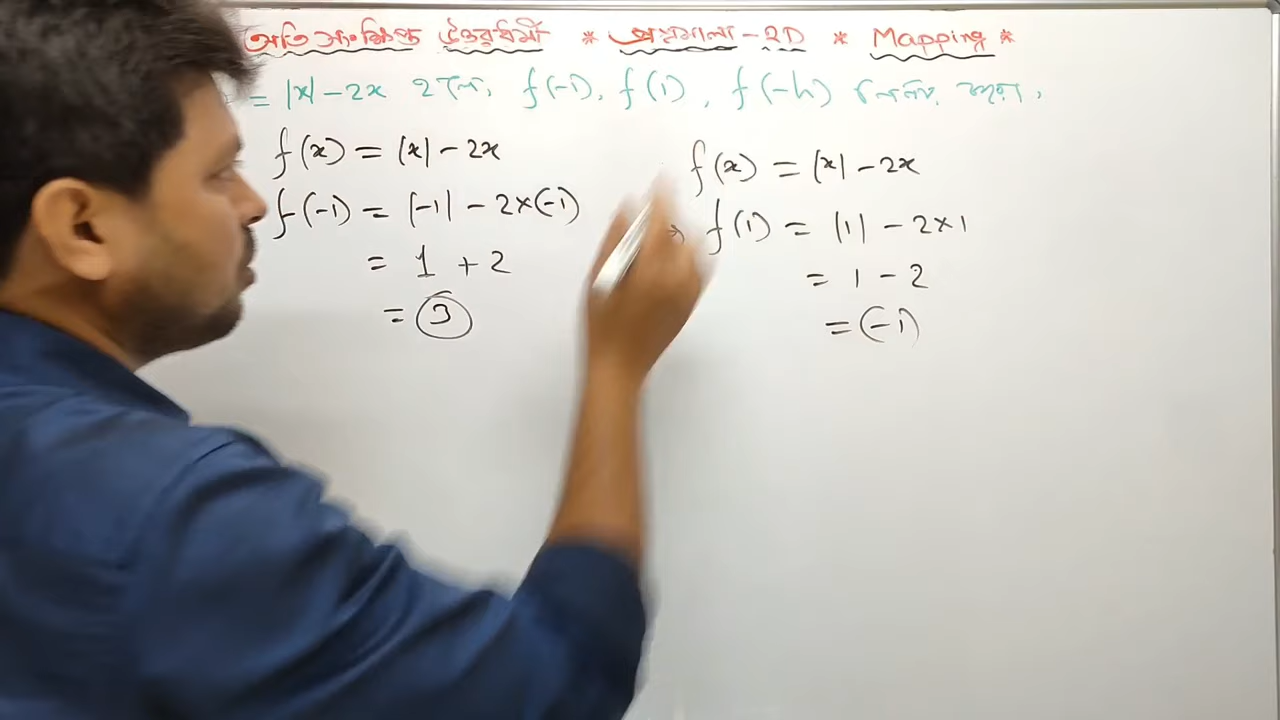 অতি সংক্ষিপ্ত উত্তরধর্মী * প্রশ্নমালা - 2D * Mapping *
= |x| - 2x হলে, f(-1), f(1), f(-h) নির্ণয় কর,
f(x) = |x| - 2x
f(-1) = |-1| - 2×(-1)
= 1 + 2
= 3
f(x) = |x| - 2x
f(1) = |1| - 2×1
= 1 - 2
= (-1)